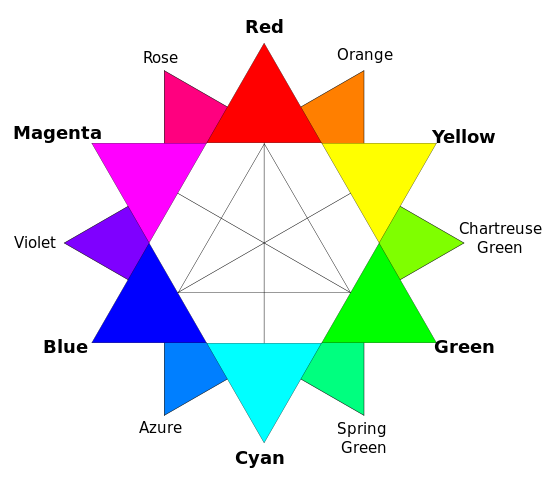 Red
Rose
Orange
Magenta
Yellow
Violet
Chartreuse
Green
Blue
Green
Azure
Spring
Green
Cyan